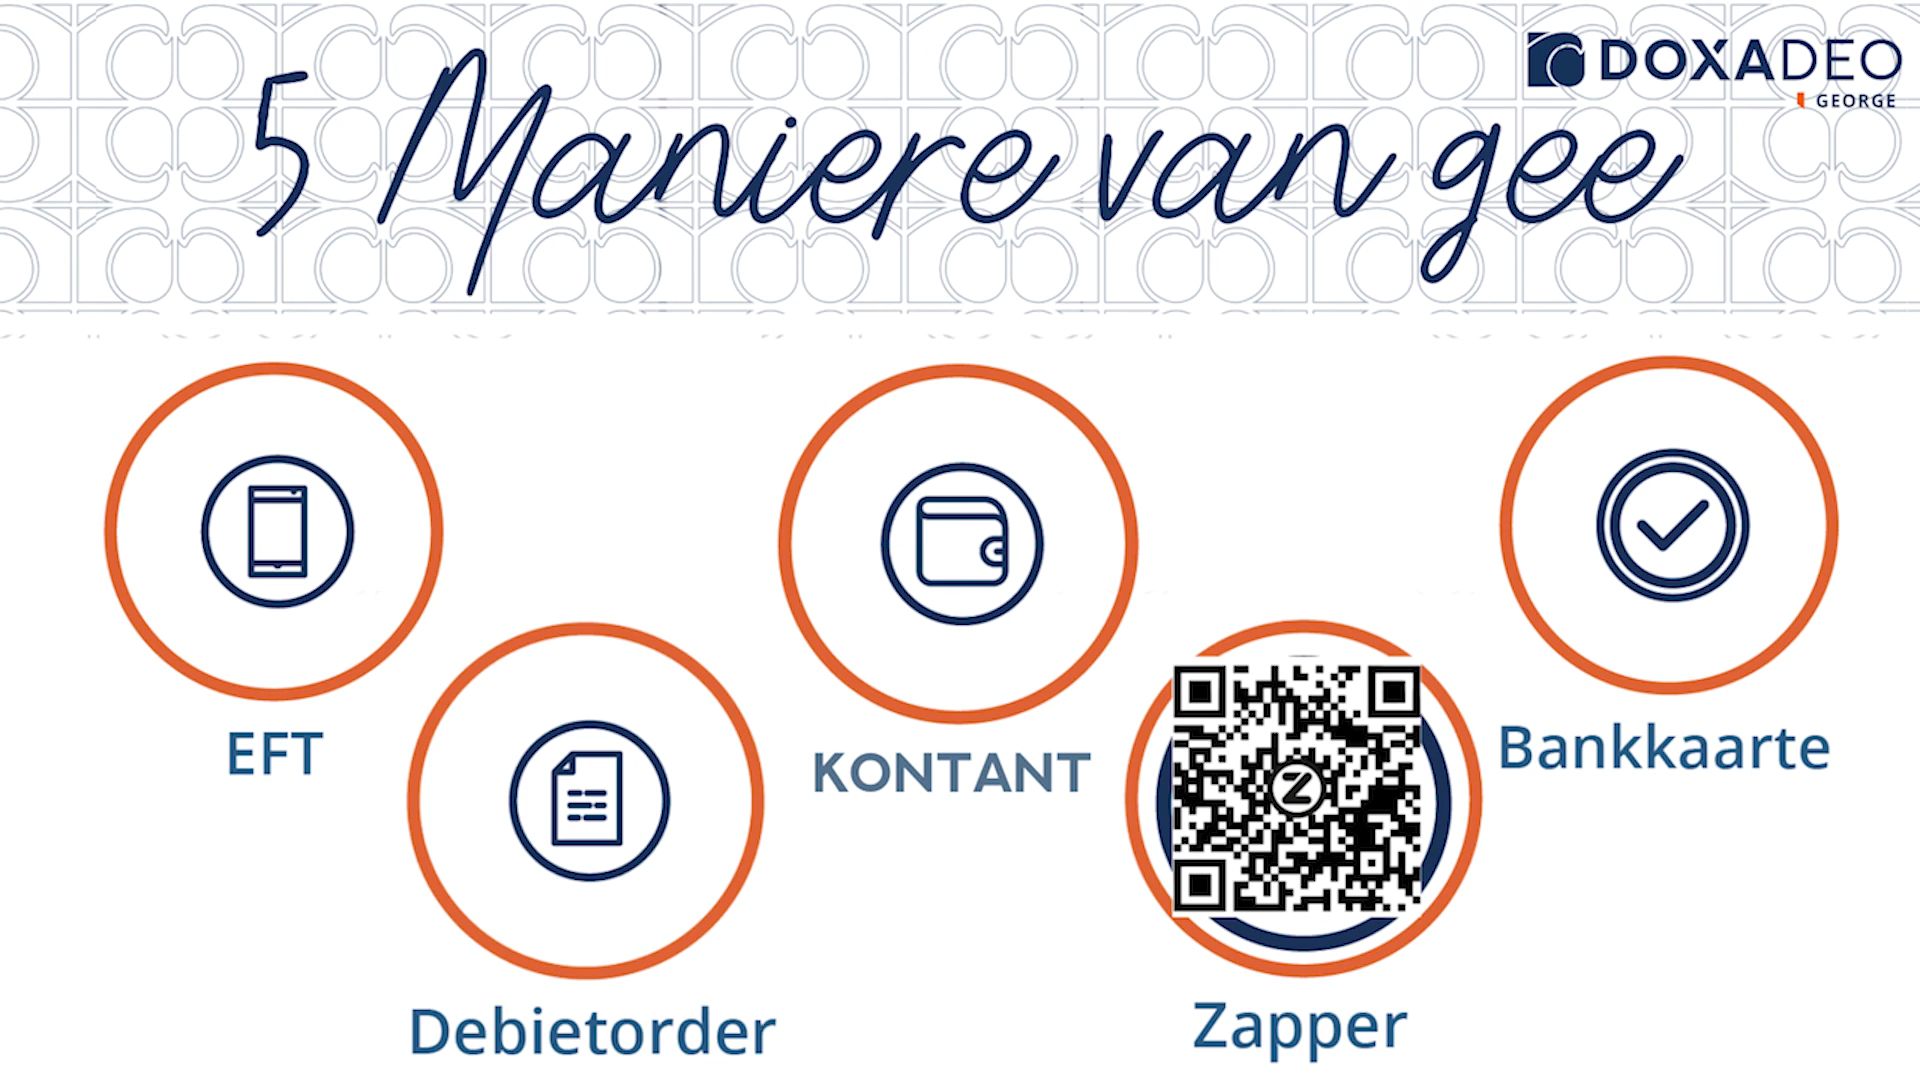 DOXADEO
GEORGE
5 Maniere van gee
EFT
Debietorder
KONTANT
Zapper
Bankkaarte